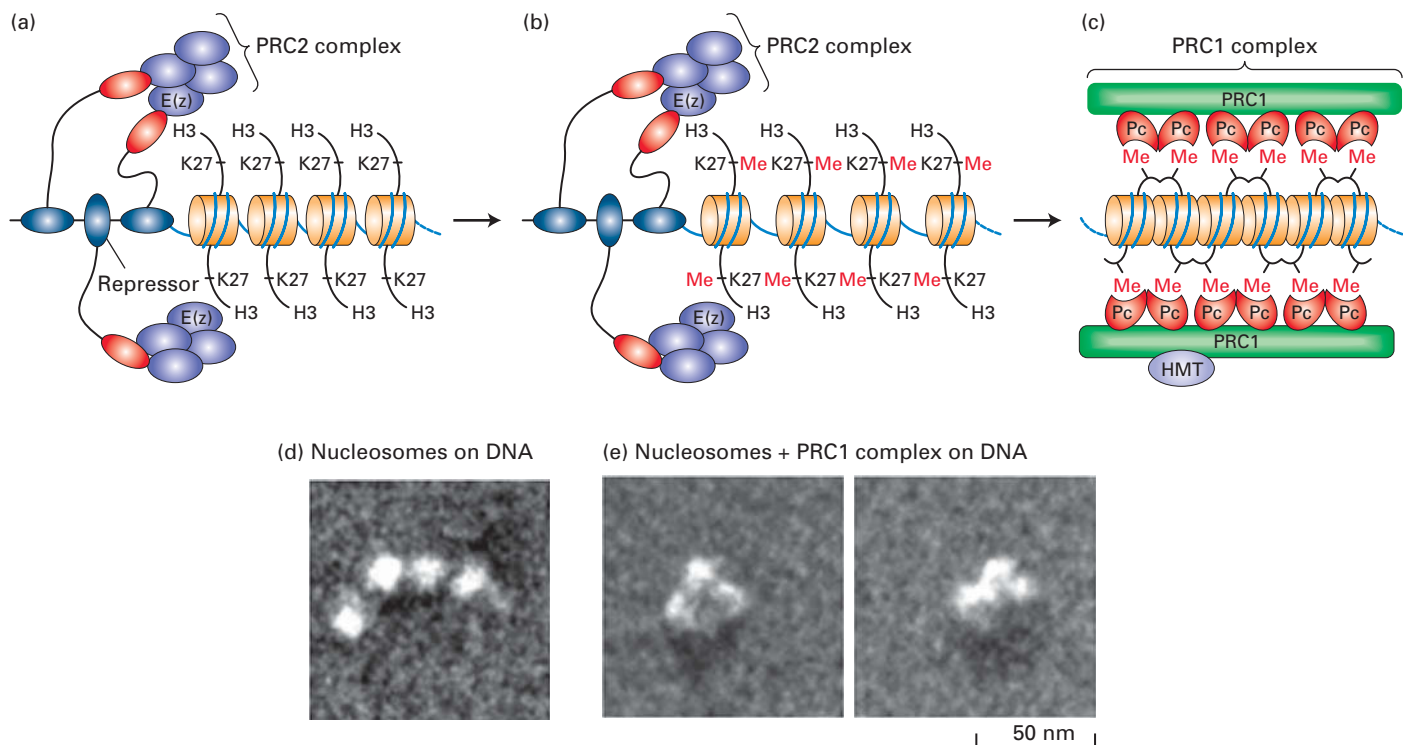 (a)
PRC2 complex
E(z)
H3 H3 H3 H3
K27 K27 K27 K27
Repressor
K27 K27 K27 K27
H3 H3 H3 H3
E(z)
(b)
PRC2 complex
E(z)
H3 H3 H3 H3
K27 Me K27 Me K27 Me K27 Me
Me K27 Me K27 Me K27 Me K27
H3 H3 H3 H3
E(z)
(c)
PRC1 complex
PRC1
Pc Pc Pc Pc Pc Pc
Me Me Me Me Me Me
Me Me Me Me Me Me
Pc Pc Pc Pc Pc Pc
PRC1
HMT
(d) Nucleosomes on DNA
(e) Nucleosomes + PRC1 complex on DNA
50 nm